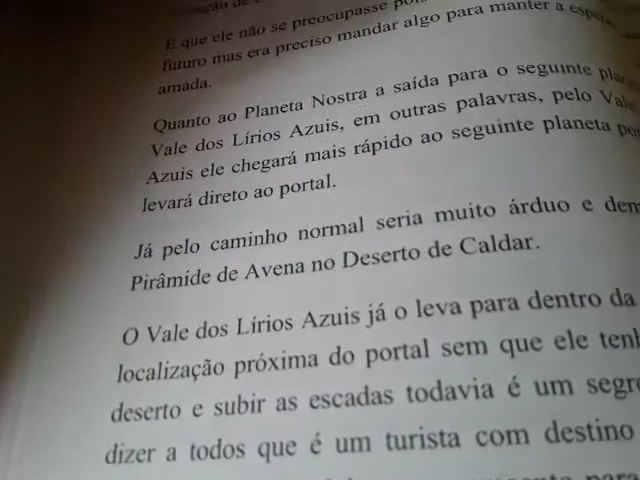 E que ele não se preocupasse
futuro mas era preciso mandar algo para manter a
amada.
Quanto ao Planeta Nostra a saída para o seguinte
Vale dos Lírios Azuis, em outras palavras, pelo
Azuis ele chegará mais rápido ao seguinte planeta
levará direto ao portal.
Já pelo caminho normal seria muito árduo e
Pirâmide de Avena no Deserto de Caldar.
O Vale dos Lírios Azuis já o leva para dentro da
localização próxima do portal sem que ele
deserto e subir as escadas todavia é um
dizer a todos que é um turista com destino